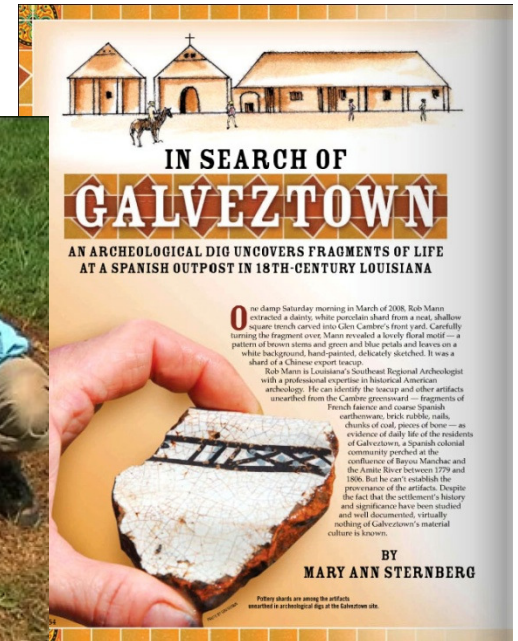 IN SEARCH OF
GALVEZTOWN
AN ARCHEOLOGICAL DIG UNCOVERS FRAGMENTS OF LIFE
AT A SPANISH OUTPOST IN 18TH-CENTURY LOUISIANA
One damp Saturday morning in March of 2008, Rob Mann
extracted a dainty, white porcelain shard from a neat, shallow
square trench carved into Glen Cambre's front yard. Carefully
turning the fragment over, Mann revealed a lovely floral motif — a
pattern of brown stems and green and blue petals and leaves on a
white background, hand-painted, delicately sketched. It was a
shard of a Chinese export teacup.
Rob Mann is Louisiana's Southeast Regional Archeologist
with a professional expertise in historical American
archeology. He can identify the teacup and other artifacts
unearthed from the Cambre greensward — fragments of
French faience and coarse Spanish
earthenware, brick rubble, nails,
chunks of coal, pieces of bone — as
evidence of daily life of the residents
of Galveztown, a Spanish colonial
community perched at the
confluence of Bayou Manchac and
the Amite River between 1779 and
1806. But he can't establish the
provenance of the artifacts. Despite
the fact that the settlement's history
and significance have been studied
and well documented, virtually
nothing of Galveztown's material
culture is known.
BY
MARY ANN STERNBERG
Pottery shards are among the artifacts
unearthed in archeological digs at the Galveztown site.